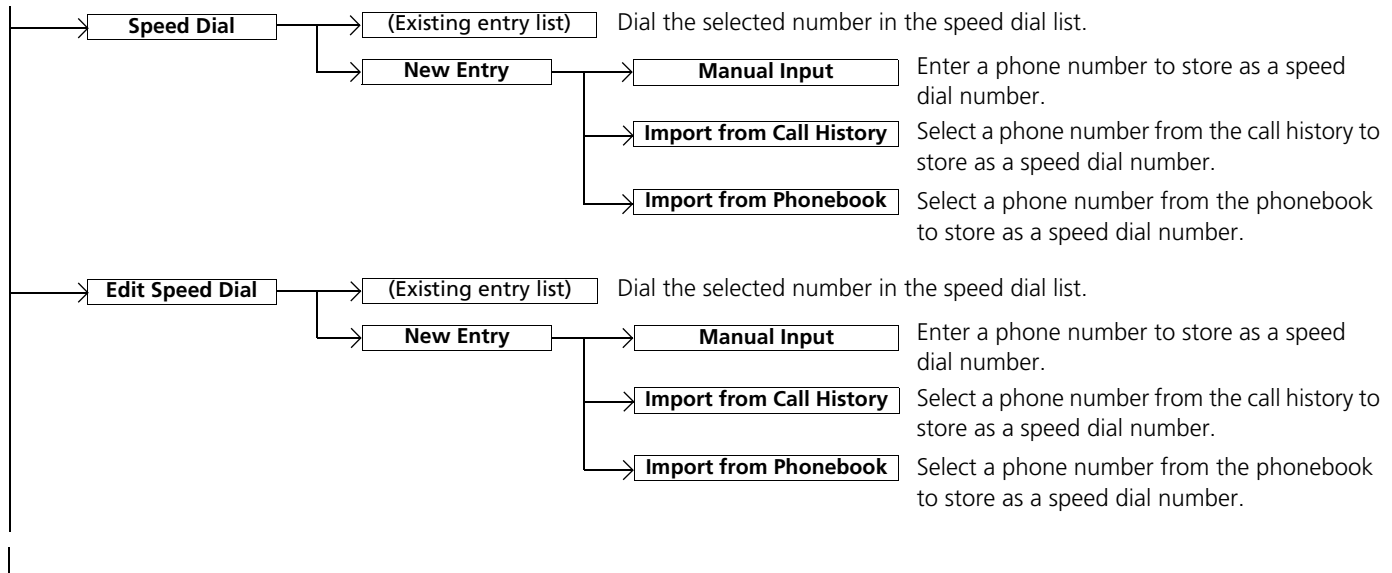 Speed Dial
(Existing entry list)
Dial the selected number in the speed dial list.
New Entry
Manual Input
Enter a phone number to store as a speed
dial number.
Import from Call History
Select a phone number from the call history to
store as a speed dial number.
Import from Phonebook
Select a phone number from the phonebook
to store as a speed dial number.
Edit Speed Dial
(Existing entry list)
Dial the selected number in the speed dial list.
New Entry
Manual Input
Enter a phone number to store as a speed
dial number.
Import from Call History
Select a phone number from the call history to
store as a speed dial number.
Import from Phonebook
Select a phone number from the phonebook
to store as a speed dial number.